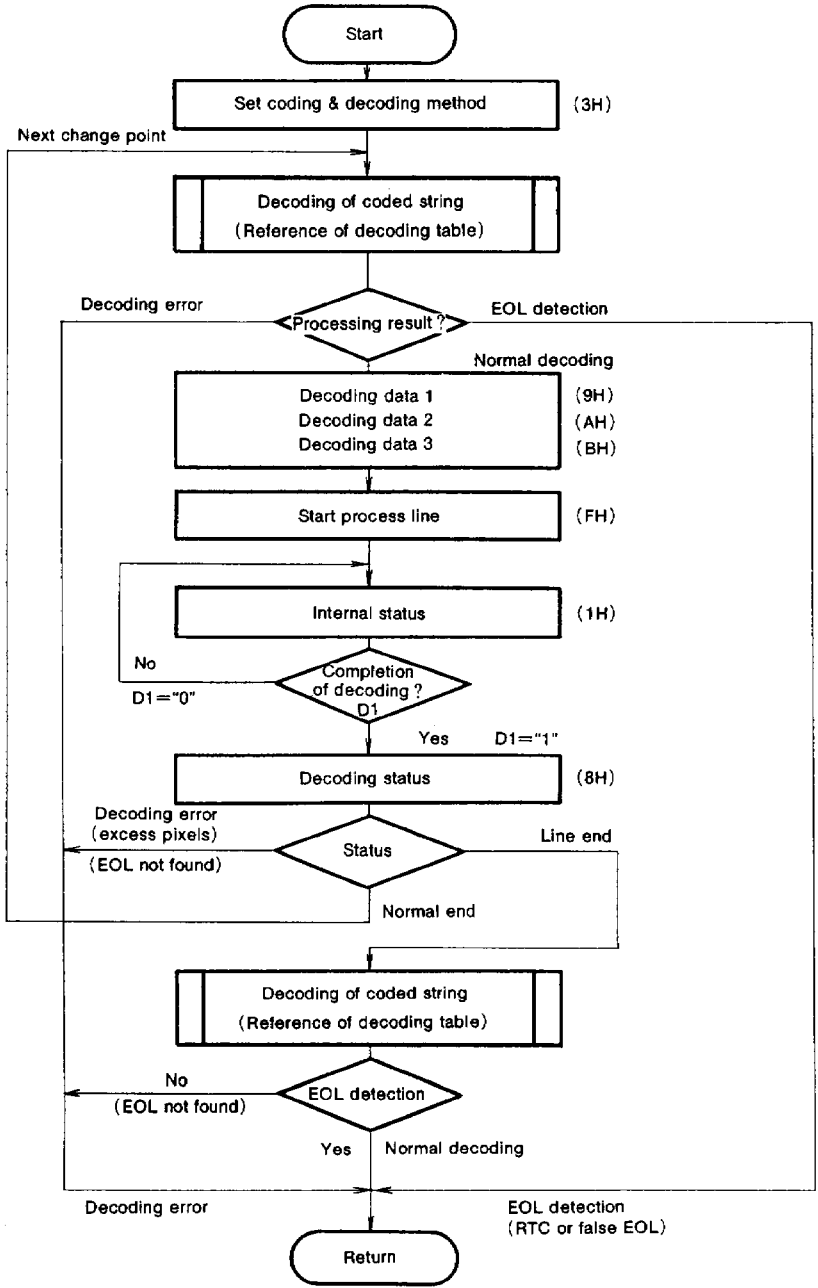 Start
Set coding & decoding method (3H)
Next change point
Decoding of coded string
(Reference of decoding table)
Decoding error
Processing result ?
EOL detection
Normal decoding
Decoding data 1 (9H)
Decoding data 2 (AH)
Decoding data 3 (BH)
Start process line (FH)
Internal status (1H)
No
D1="0"
Completion
of decoding ?
D1
Yes D1="1"
Decoding status (8H)
Decoding error
(excess pixels)
(EOL not found)
Status
Line end
Normal end
Decoding of coded string
(Reference of decoding table)
No
(EOL not found)
EOL detection
Yes Normal decoding
Decoding error
EOL detection
(RTC or false EOL)
Return